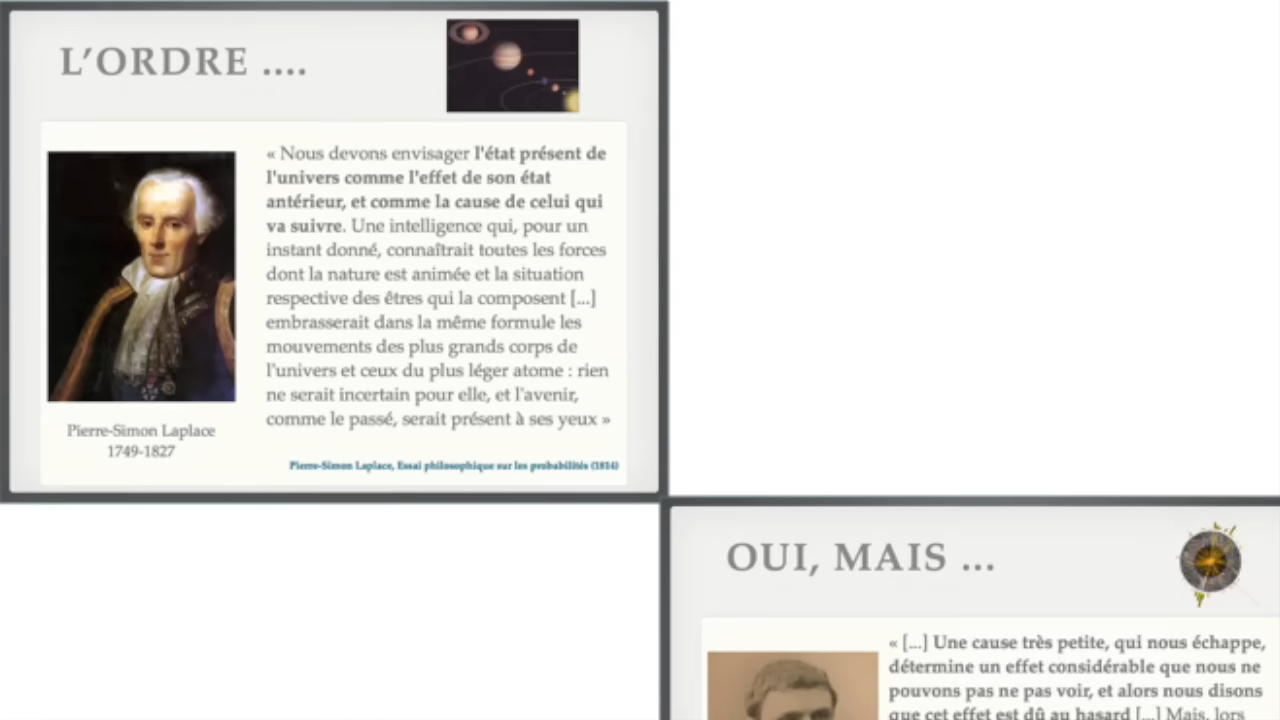 L'ORDRE ....
« Nous devons envisager l'état présent de
l'univers comme l'effet de son état
antérieur, et comme la cause de celui qui
va suivre. Une intelligence qui, pour un
instant donné, connaîtrait toutes les forces
dont la nature est animée et la situation
respective des êtres qui la composent [...]
embrasserait dans la même formule les
mouvements des plus grands corps de
l'univers et ceux du plus léger atome : rien
ne serait incertain pour elle, et l'avenir,
comme le passé, serait présent à ses yeux »
Pierre-Simon Laplace
1749-1827
Pierre-Simon Laplace, Essai philosophique sur les probabilités (1814)
OUI, MAIS ...
« [...] Une cause très petite, qui nous échappe,
détermine un effet considérable que nous ne
pouvons pas ne pas voir, et alors nous disons
que cet effet est dû au hasard [...] Mais, lors